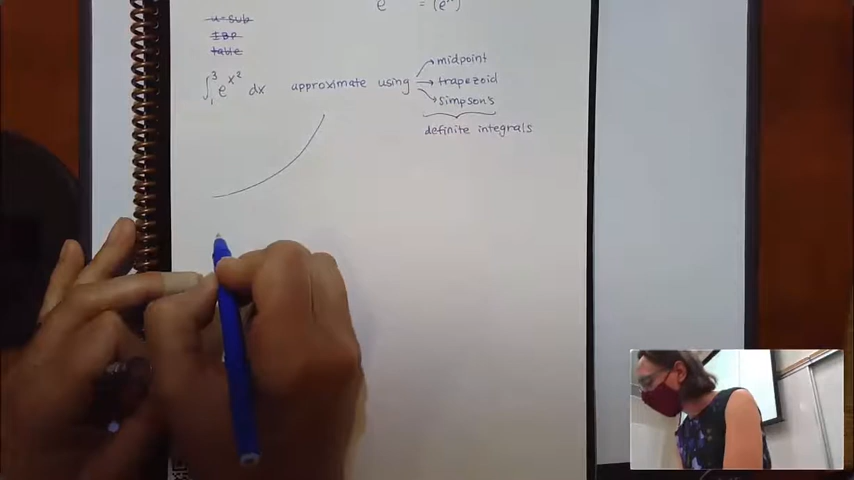 e = (e
u-sub
IBP
table
∫₁³ e^x² dx approximate using → midpoint
→ trapezoid
→ Simpson's
definite integrals